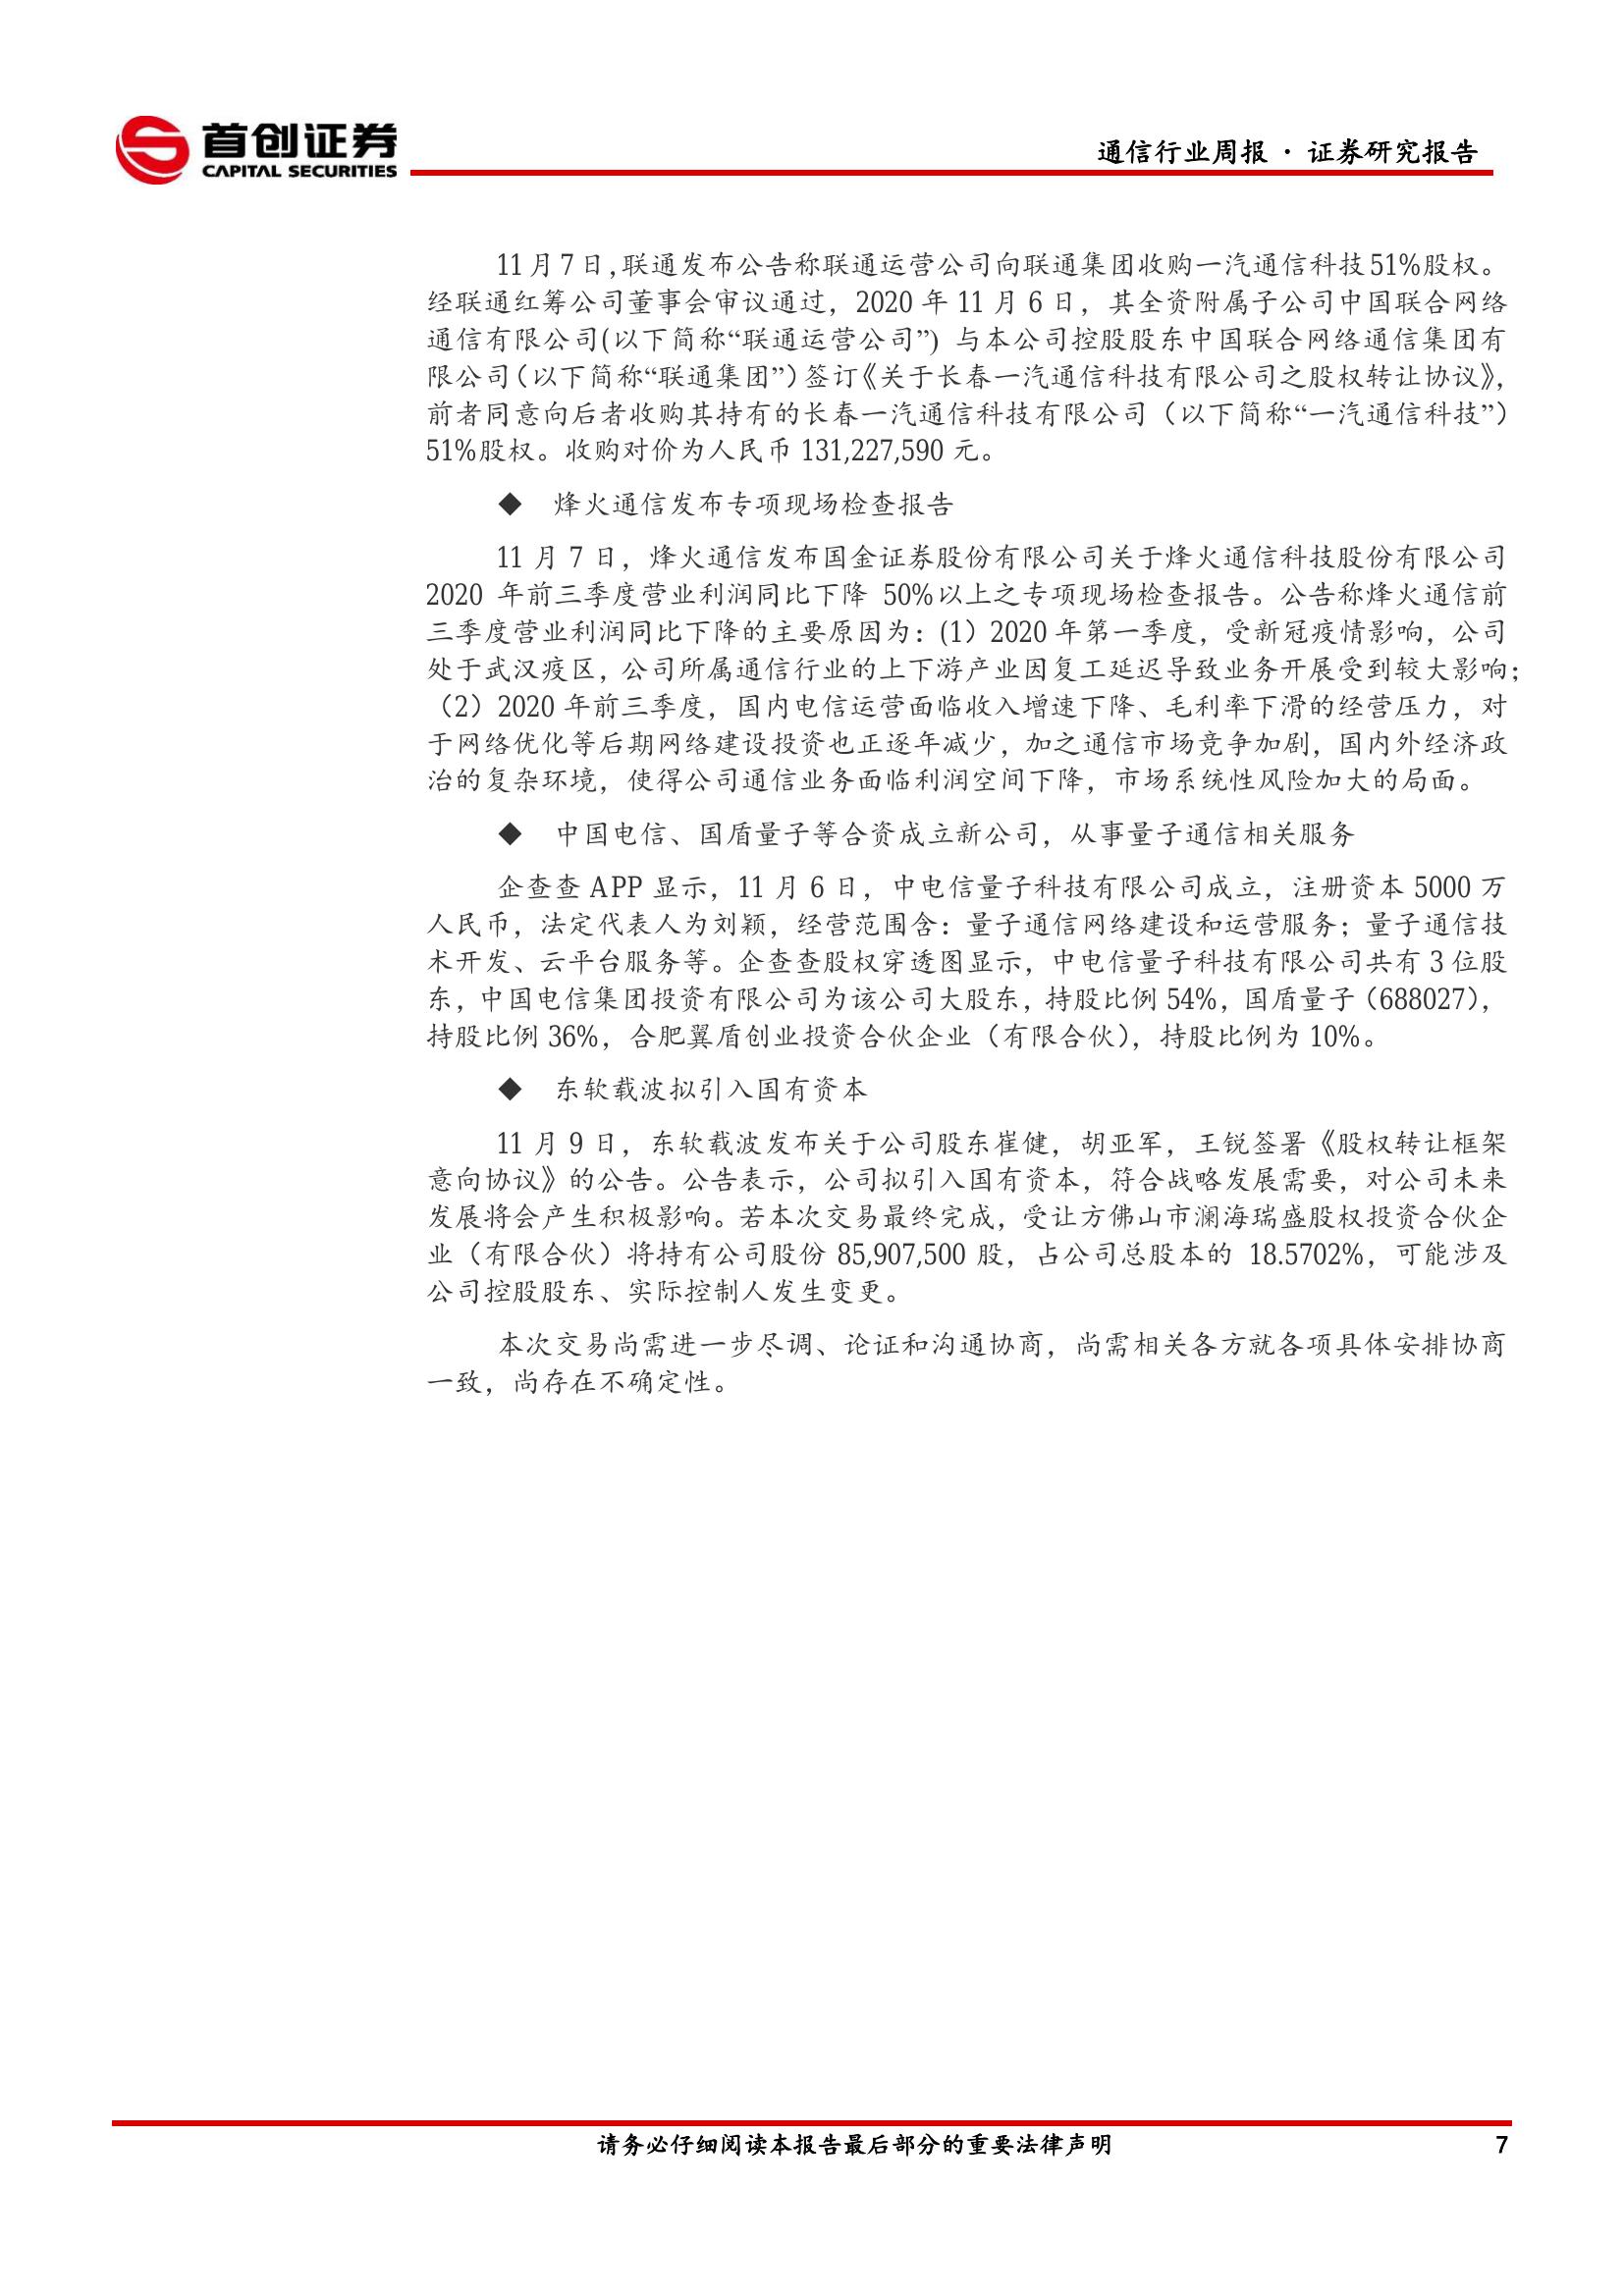 首创证券
CAPITAL SECURITIES
通信行业周报 · 证券研究报告
11月7日,联通发布公告称联通运营公司向联通集团收购一汽通信科技51%股权。
经联通红筹公司董事会审议通过，2020 年 11 月 6 日，其全资附属子公司中国联合网络
通信有限公司(以下简称“联通运营公司”) 与本公司控股股东中国联合网络通信集团有
限公司（以下简称“联通集团”）签订《关于长春一汽通信科技有限公司之股权转让协议》，
前者同意向后者收购其持有的长春一汽通信科技有限公司（以下简称“一汽通信科技”）
51%股权。收购对价为人民币 131,227,590 元。
◆ 烽火通信发布专项现场检查报告
11 月 7 日，烽火通信发布国金证券股份有限公司关于烽火通信科技股份有限公司
2020 年前三季度营业利润同比下降 50%以上之专项现场检查报告。公告称烽火通信前
三季度营业利润同比下降的主要原因为：(1）2020 年第一季度，受新冠疫情影响，公司
处于武汉疫区，公司所属通信行业的上下游产业因复工延迟导致业务开展受到较大影响；
（2）2020 年前三季度，国内电信运营面临收入增速下降、毛利率下滑的经营压力，对
于网络优化等后期网络建设投资也正逐年减少，加之通信市场竞争加剧，国内外经济政
治的复杂环境，使得公司通信业务面临利润空间下降，市场系统性风险加大的局面。
◆ 中国电信、国盾量子等合资成立新公司，从事量子通信相关服务
企查查 APP 显示，11 月 6 日，中电信量子科技有限公司成立，注册资本 5000 万
人民币，法定代表人为刘颖，经营范围含：量子通信网络建设和运营服务；量子通信技
术开发、云平台服务等。企查查股权穿透图显示，中电信量子科技有限公司共有 3 位股
东，中国电信集团投资有限公司为该公司大股东，持股比例 54%，国盾量子（688027），
持股比例 36%，合肥翼盾创业投资合伙企业（有限合伙），持股比例为 10%。
◆ 东软载波拟引入国有资本
11 月 9 日，东软载波发布关于公司股东崔健，胡亚军，王锐签署《股权转让框架
意向协议》的公告。公告表示，公司拟引入国有资本，符合战略发展需要，对公司未来
发展将会产生积极影响。若本次交易最终完成，受让方佛山市澜海瑞盛股权投资合伙企
业（有限合伙）将持有公司股份 85,907,500 股，占公司总股本的 18.5702%，可能涉及
公司控股股东、实际控制人发生变更。
本次交易尚需进一步尽调、论证和沟通协商，尚需相关各方就各项具体安排协商
一致，尚存在不确定性。
请务必仔细阅读本报告最后部分的重要法律声明
7